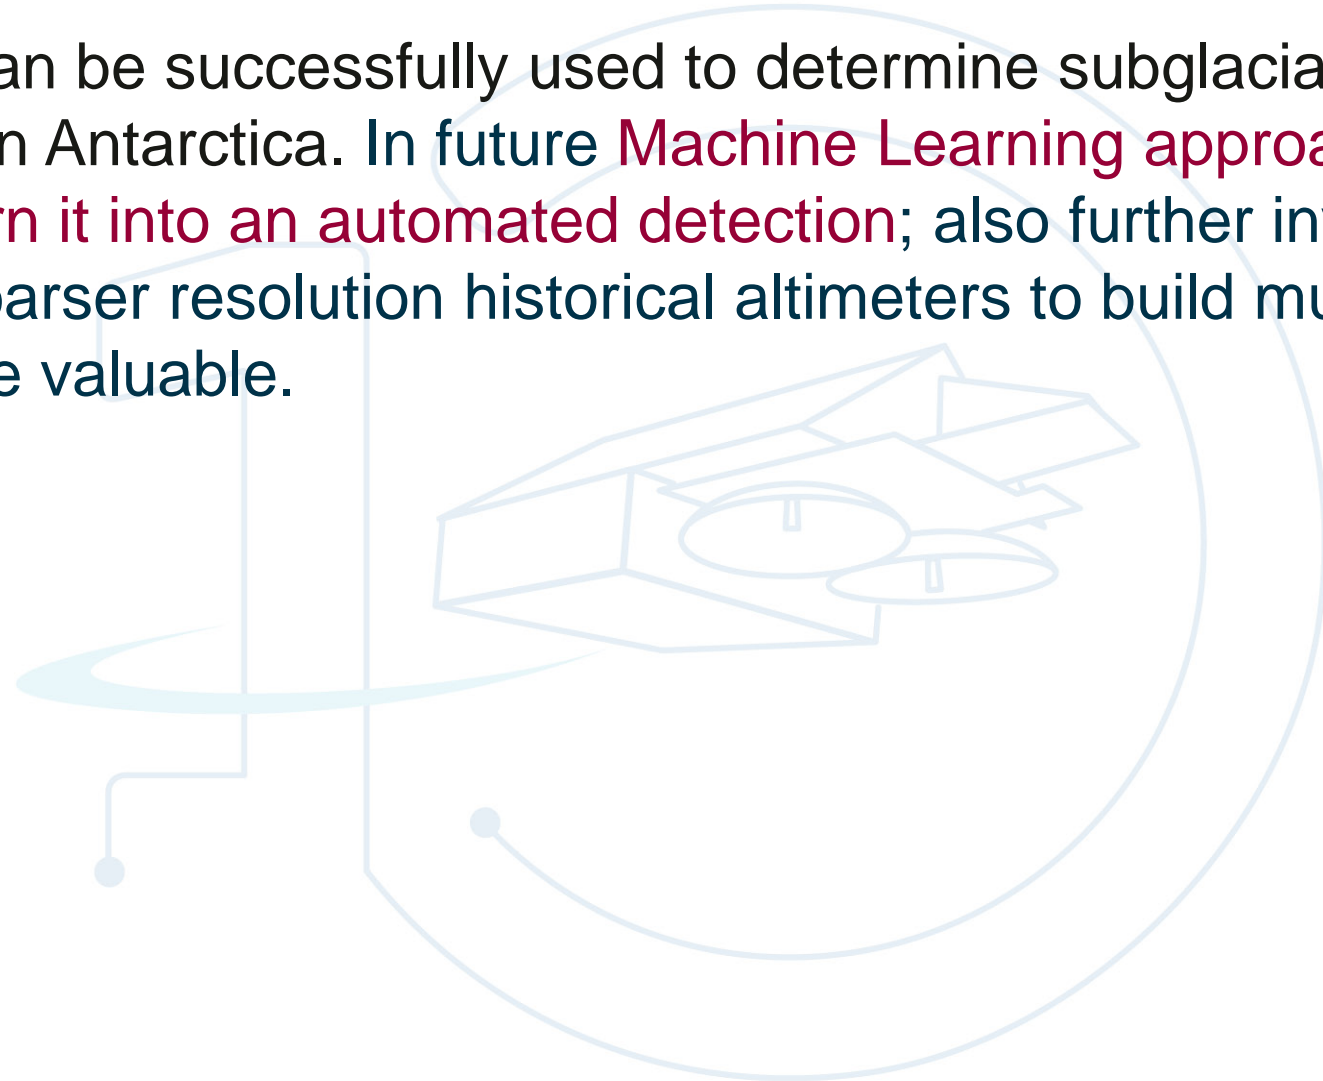 an be successfully used to determine subglacia
n Antarctica. In future Machine Learning approa
rn it into an automated detection; also further in
parser resolution historical altimeters to build mu
e valuable.